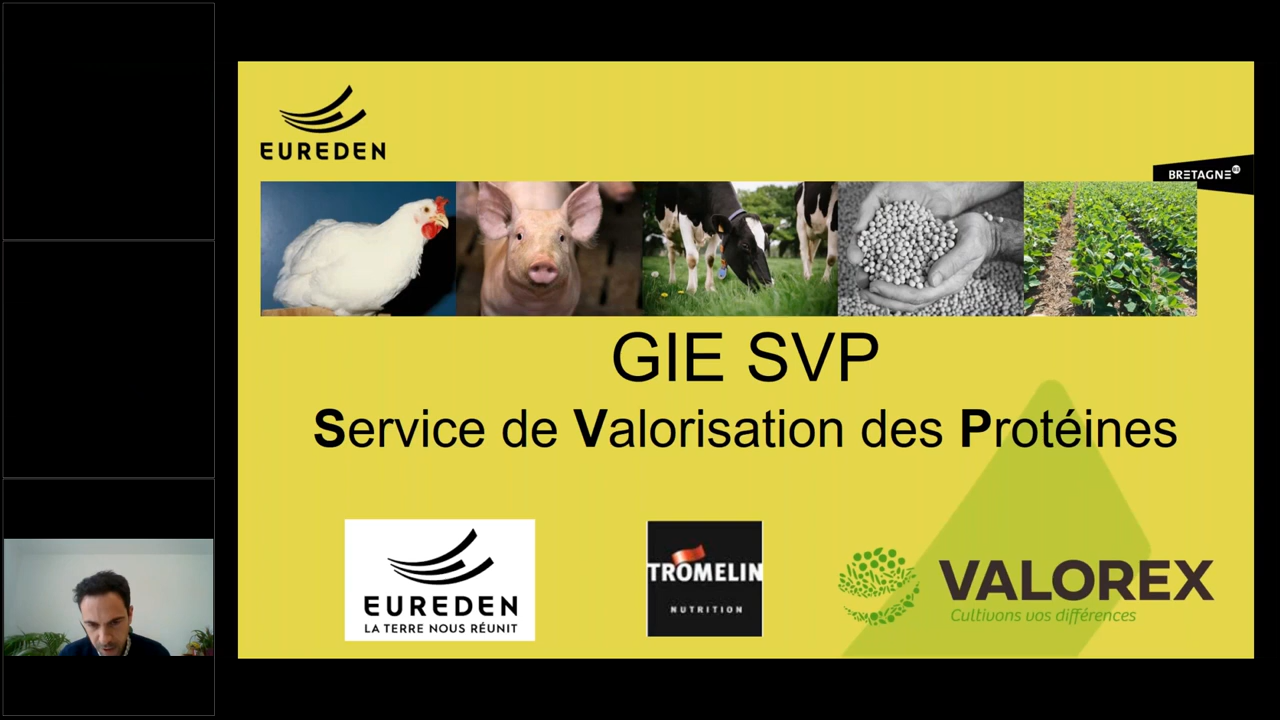 EUREDEN
BRETAGNE
GIE SVP
Service de Valorisation des Protéines
EUREDEN
LA TERRE NOUS RÉUNIT
TROMELIN
NUTRITION
VALOREX
Cultivons vos différences